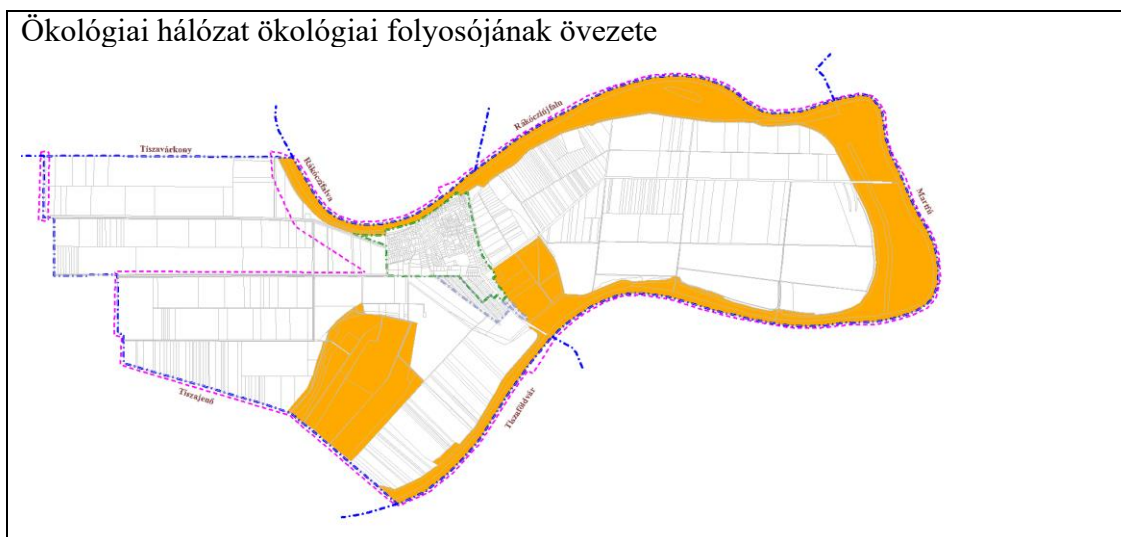 Ökológiai hálózat ökológiai folyosójának övezete
Rákócziújfalu
Tiszavárkony
Rákóczifalva
Martfű
Tiszajenő
Tiszaföldvár